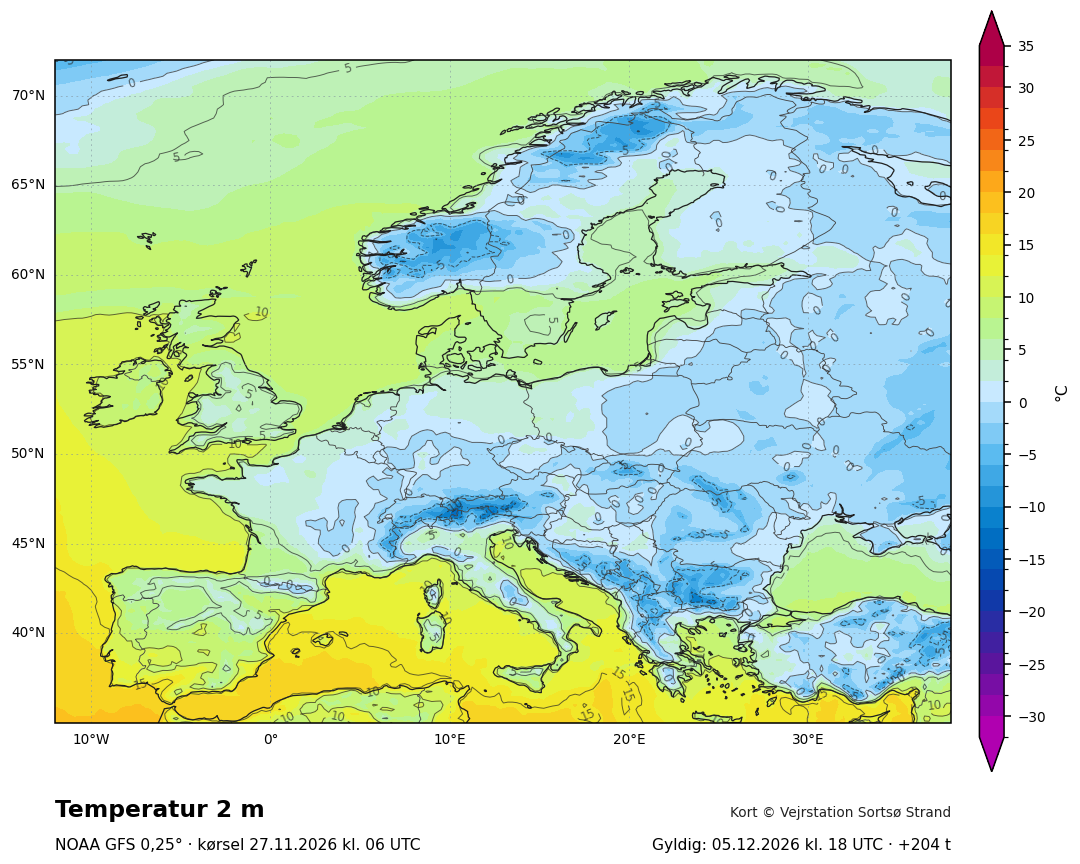 35
30
25
20
15
10
5
0
−5
−10
−15
−20
−25
−30
°C
70°N
65°N
60°N
55°N
50°N
45°N
40°N
10°W 0° 10°E 20°E 30°E
Temperatur 2 m
Kort © Vejrstation Sortsø Strand
NOAA GFS 0,25° · kørsel 27.11.2026 kl. 06 UTC
Gyldig: 05.12.2026 kl. 18 UTC · +204 t